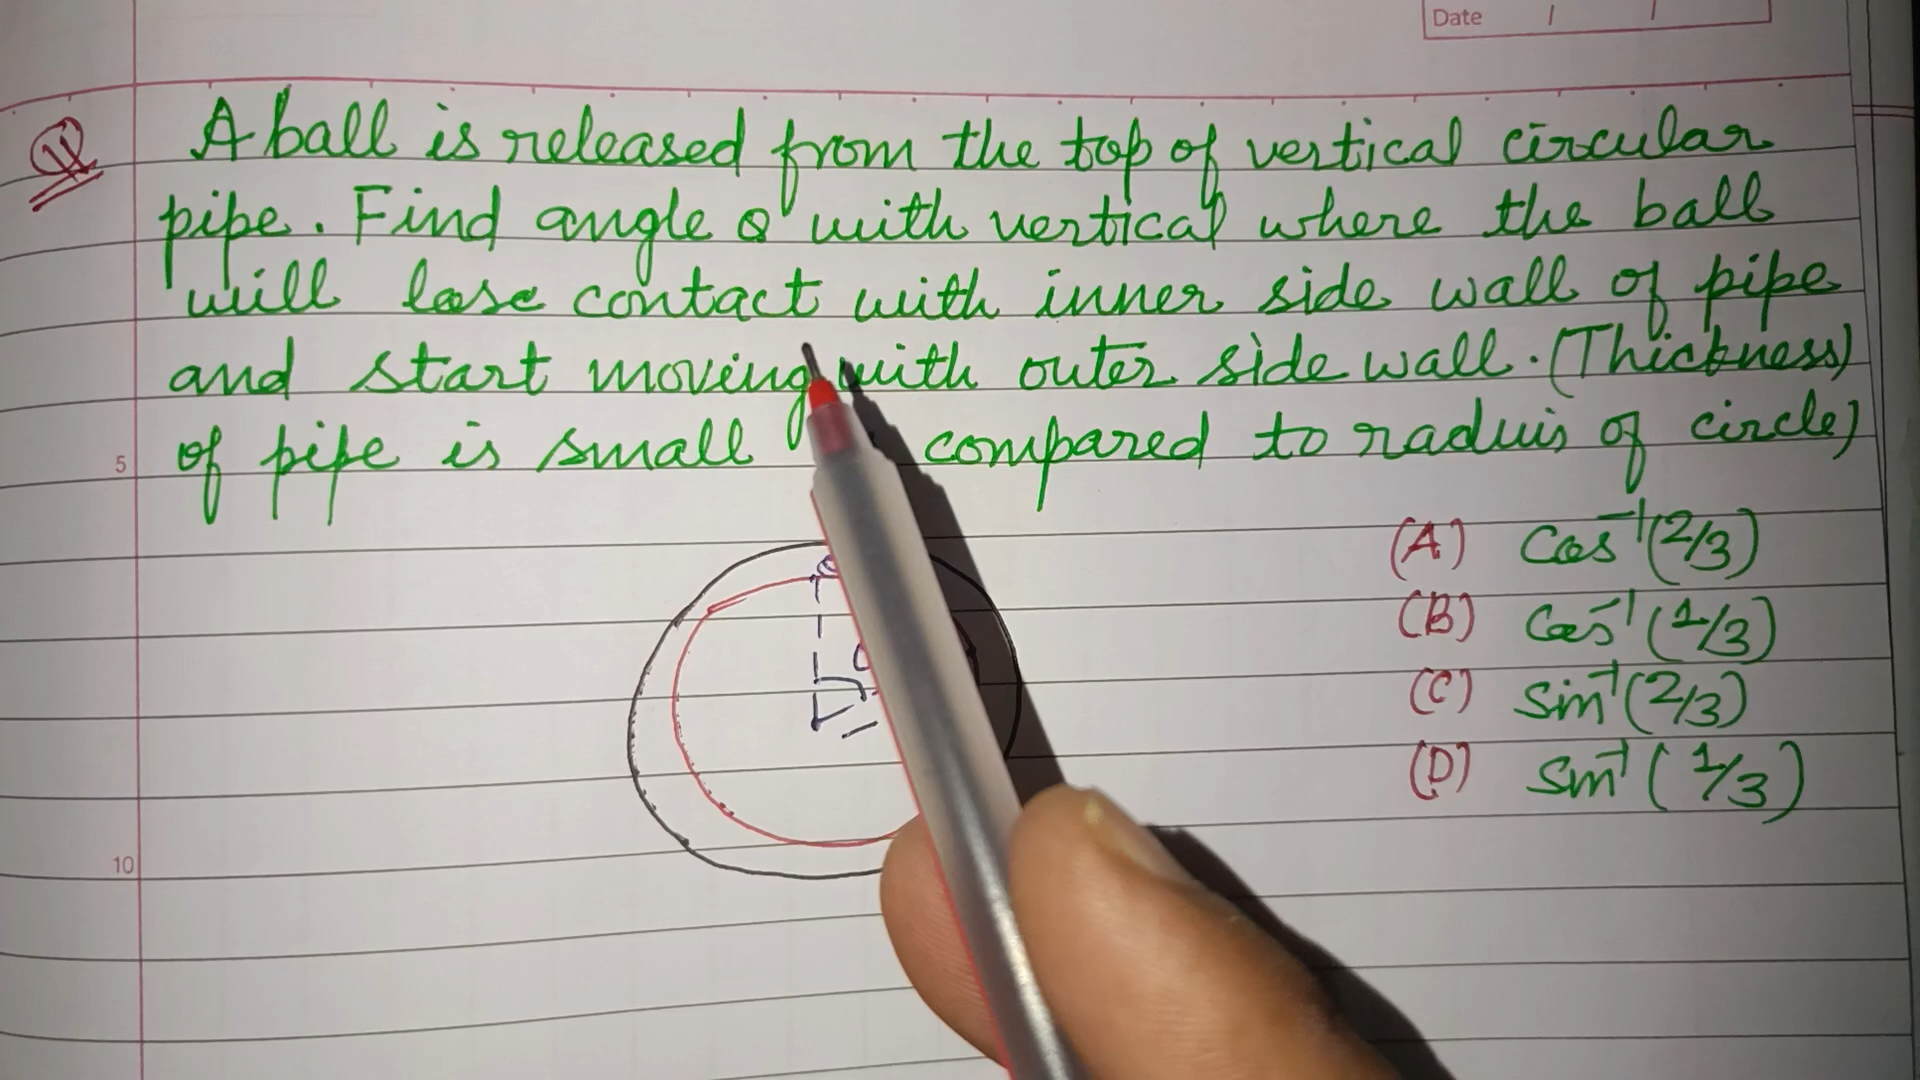 Date / /
Q
A ball is released from the top of vertical circular
pipe. Find angle θ with vertical where the ball
will lose contact with inner side wall of pipe
and start moving with outer side wall. (Thickness)
of pipe is small compared to raduis of circle)
5
(A) Cos⁻¹(2/3)
(B) Cos⁻¹(1/3)
(C) Sin⁻¹(2/3)
(D) Sin⁻¹(1/3)
10